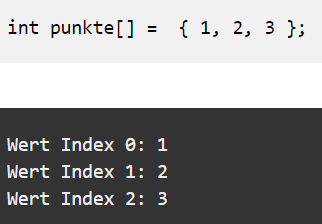 int punkte[] =  { 1, 2, 3 };
Wert Index 0: 1
Wert Index 1: 2
Wert Index 2: 3